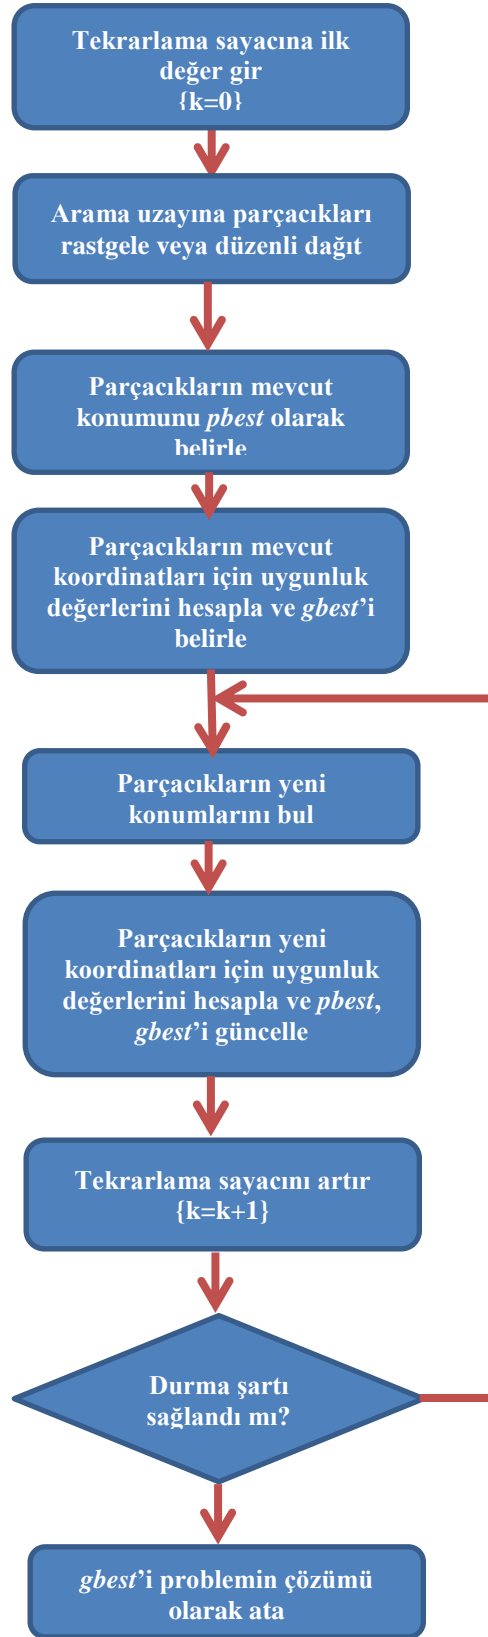 Tekrarlama sayacına ilk
değer gir
{k=0}
Arama uzayına parçacıkları
rastgele veya düzenli dağıt
Parçacıkların mevcut
konumunu pbest olarak
belirle
Parçacıkların mevcut
koordinatları için uygunluk
değerlerini hesapla ve gbest’i
belirle
Parçacıkların yeni
konumlarını bul
Parçacıkların yeni
koordinatları için uygunluk
değerlerini hesapla ve pbest,
gbest’i güncelle
Tekrarlama sayacını artır
{k=k+1}
Durma şartı
sağlandı mı?
gbest’i problemin çözümü
olarak ata